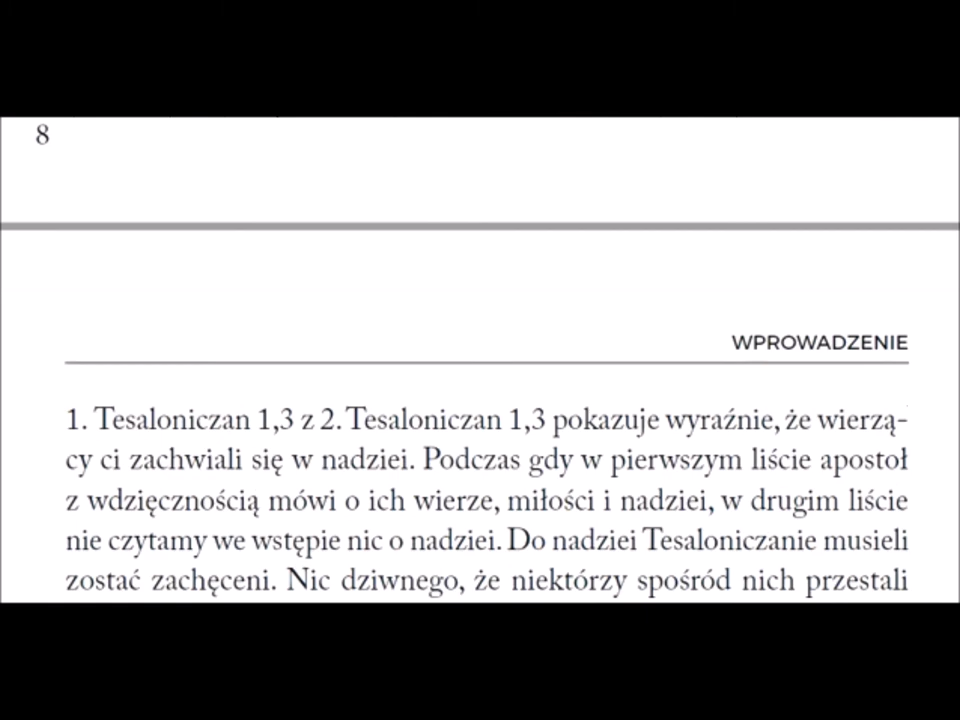 8
WPROWADZENIE
1. Tesaloniczan 1,3 z 2. Tesaloniczan 1,3 pokazuje wyraźnie, że wierzą-
cy ci zachwiali się w nadziei. Podczas gdy w pierwszym liście apostoł
z wdzięcznością mówi o ich wierze, miłości i nadziei, w drugim liście
nie czytamy we wstępie nic o nadziei. Do nadziei Tesaloniczanie musieli
zostać zachęceni. Nic dziwnego, że niektórzy spośród nich przestali